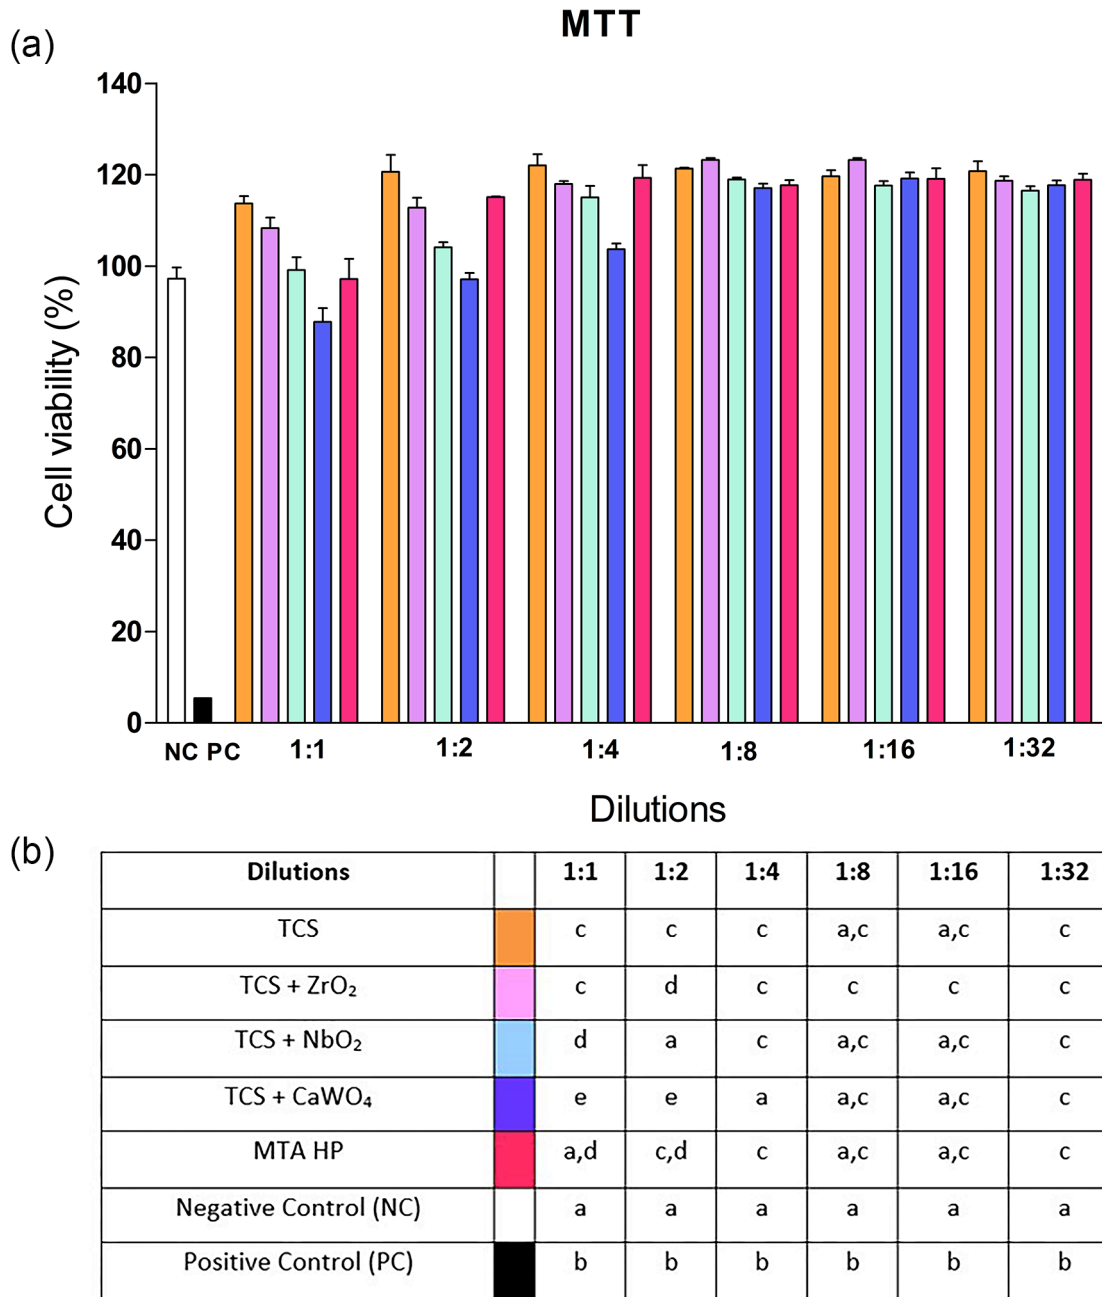 MTT
(a)
140
120
100
80
60
40
20
0
Cell viability (%)
NC PC 1:1 1:2 1:4 1:8 1:16 1:32
Dilutions
(b)
Dilutions 1:1 1:2 1:4 1:8 1:16 1:32
TCS c c c a,c a,c c
TCS + ZrO₂ c d c c c c
TCS + NbO₂ d a c a,c a,c c
TCS + CaWO₄ e e a a,c a,c c
MTA HP a,d c,d c a,c a,c c
Negative Control (NC) a a a a a a
Positive Control (PC) b b b b b b